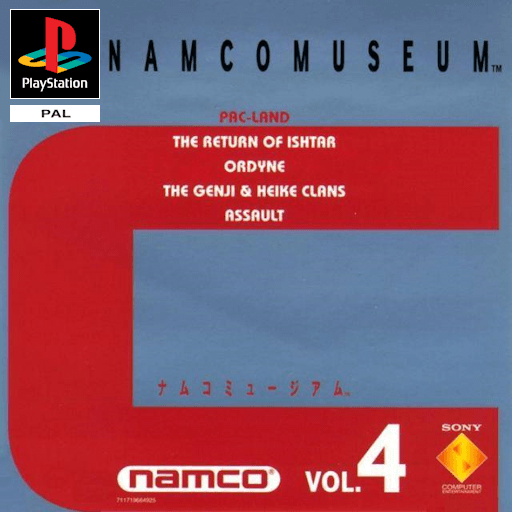 PlayStation
PAL
NAMCOMUSEUM™
PAC-LAND
THE RETURN OF ISHTAR
ORDYNE
THE GENJI & HEIKE CLANS
ASSAULT
ナムコミュージアム™
namco®
VOL.4
SONY
COMPUTER
ENTERTAINMENT